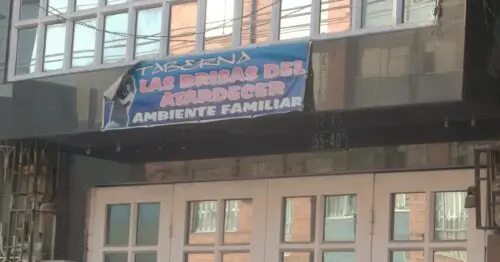 TABERNA
LAS BRISAS DEL
ATARDECER
AMBIENTE FAMILIAR